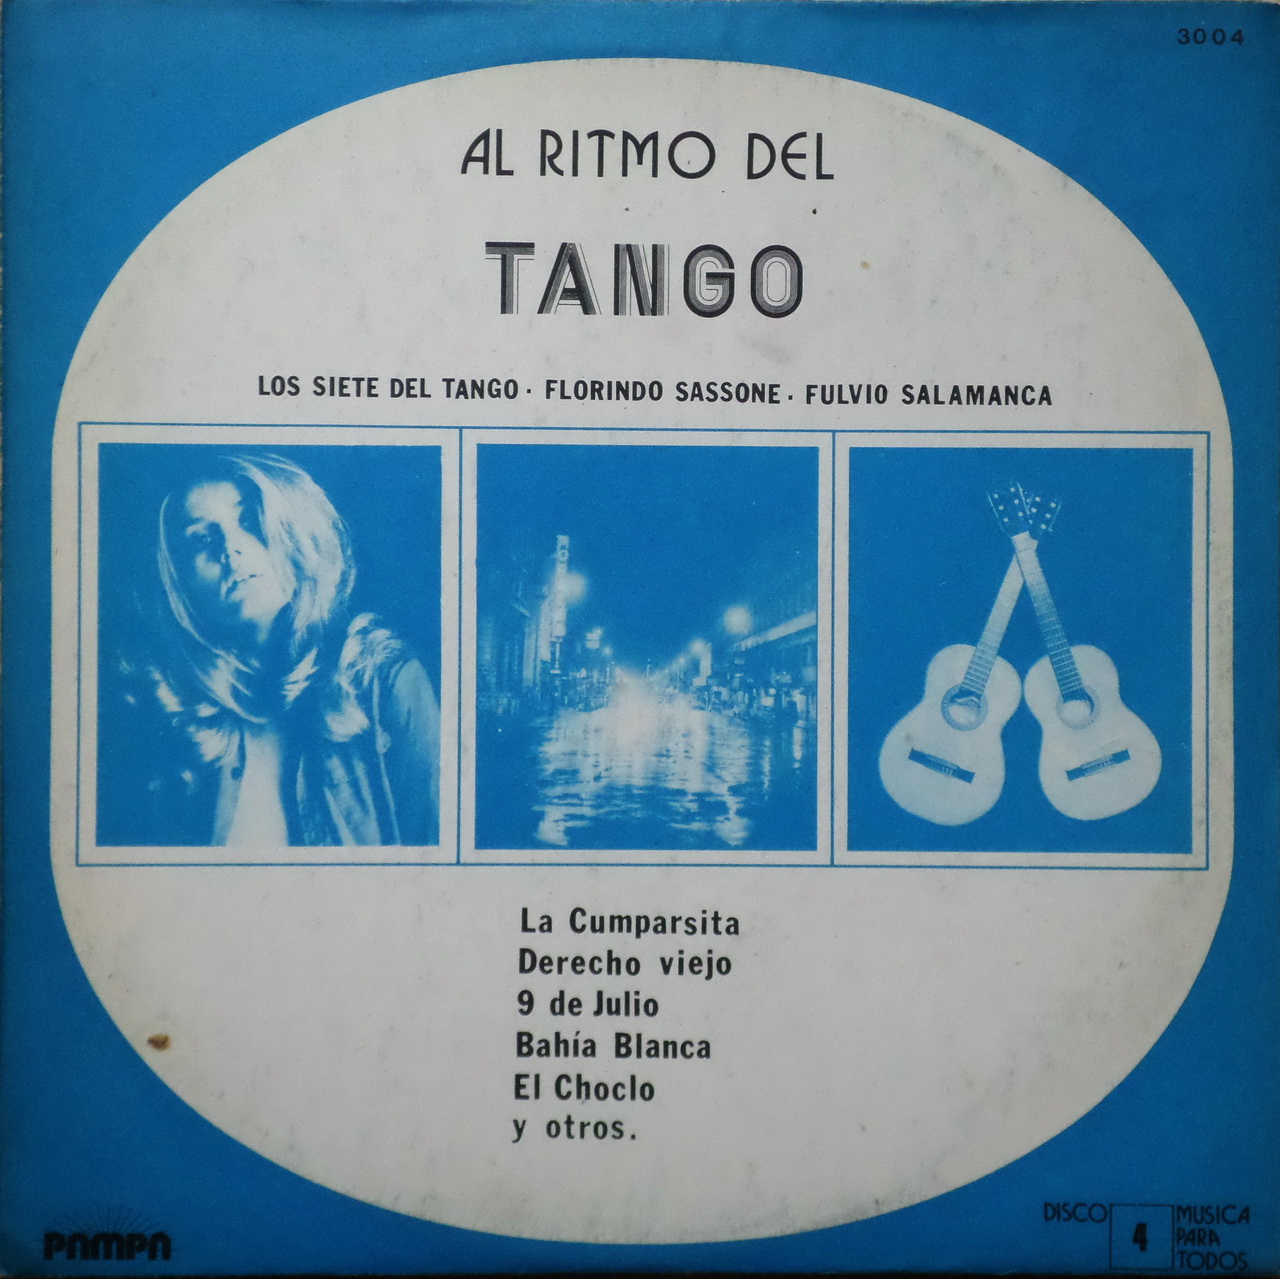 3004
AL RITMO DEL
TANGO
LOS SIETE DEL TANGO · FLORINDO SASSONE · FULVIO SALAMANCA
La Cumparsita
Derecho viejo
9 de Julio
Bahía Blanca
El Choclo
y otros.
PAMPA
DISCO 4 MUSICA
PARA
TODOS